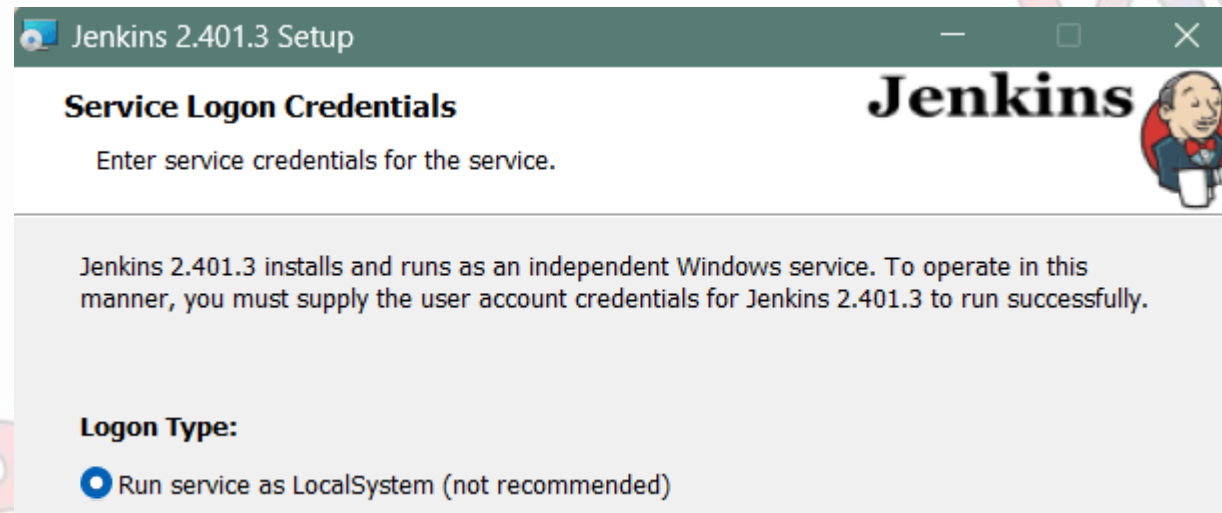 Jenkins 2.401.3 Setup
Service Logon Credentials
Jenkins
Enter service credentials for the service.
Jenkins 2.401.3 installs and runs as an independent Windows service. To operate in this
manner, you must supply the user account credentials for Jenkins 2.401.3 to run successfully.
Logon Type:
Run service as LocalSystem (not recommended)